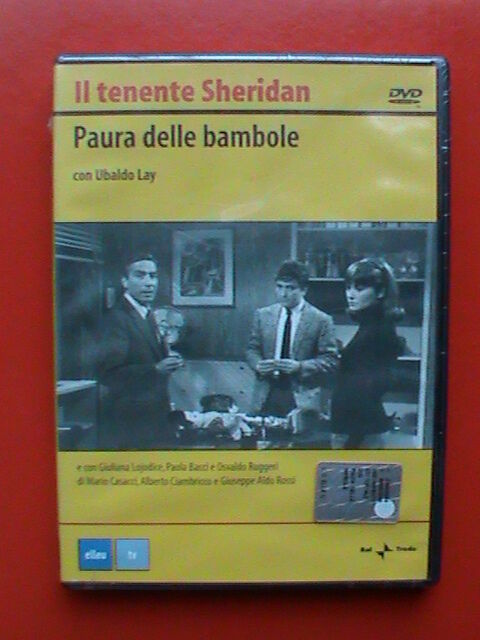 Il tenente Sheridan
DVD
Paura delle bambole
con Ubaldo Lay
e con Giuliana Lojodice, Paola Bacci e Osvaldo Ruggeri
di Mario Casacci, Alberto Ciambricco e Giuseppe Aldo Rossi
elleu tv
Rai Trade